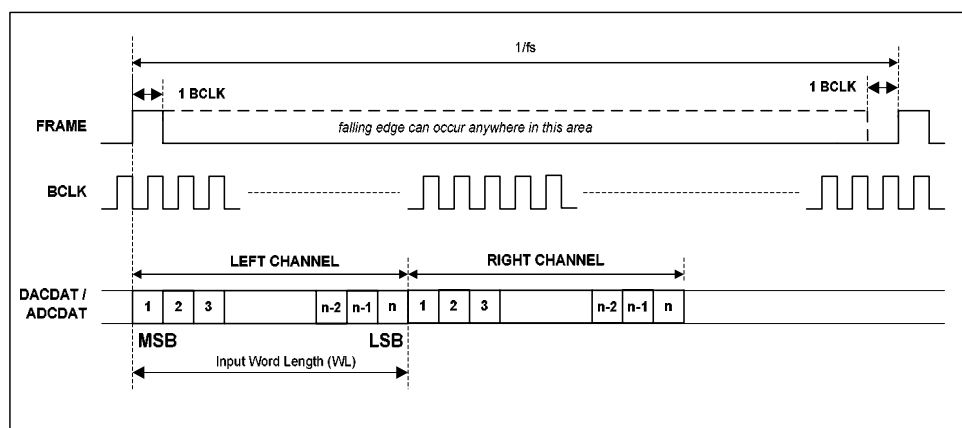 1/fs
1 BCLK
1 BCLK
FRAME
falling edge can occur anywhere in this area
BCLK
LEFT CHANNEL
RIGHT CHANNEL
DACDAT /
ADCDAT
1 2 3 n-2 n-1 n 1 2 3 n-2 n-1 n
MSB LSB
Input Word Length (WL)